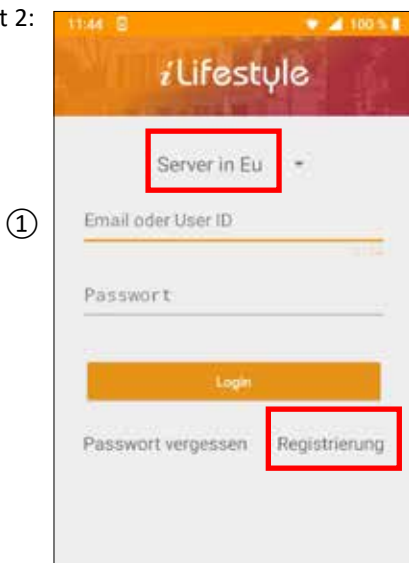 t 2:
11:44 100 %
iLifestyle
Server in Eu
①
Email oder User ID
Passwort
Login
Passwort vergessen Registrierung